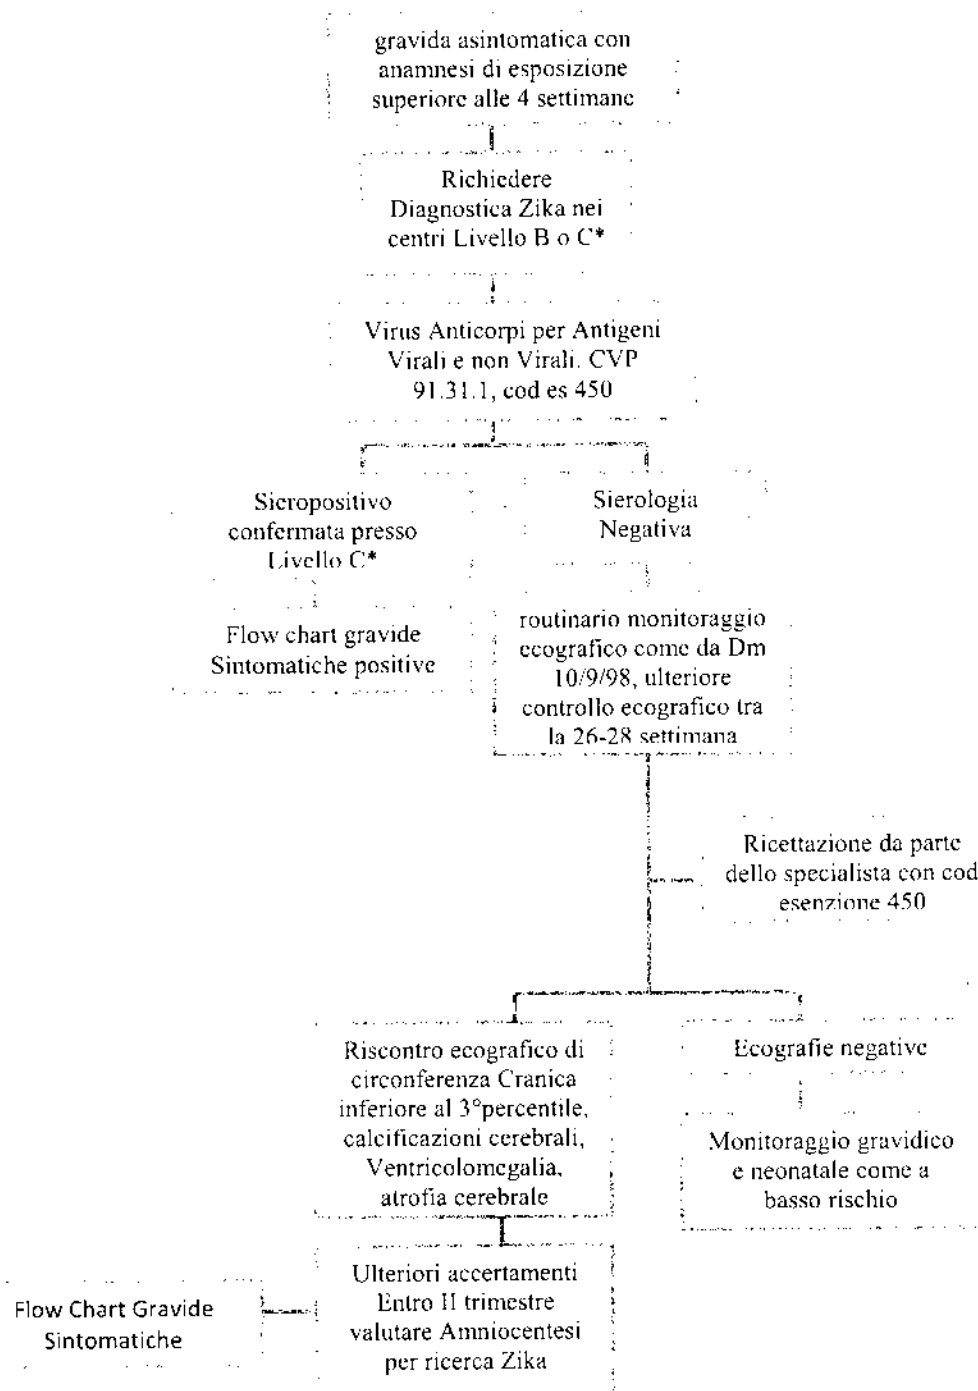 gravida asintomatica con
anamnesi di esposizione
superiore alle 4 settimane
Richiedere
Diagnostica Zika nei
centri Livello B o C*
Virus Anticorpi per Antigeni
Virali e non Virali. CVP
91.31.1, cod es 450
Sieropositivo
confermata presso
Livello C*
Sierologia
Negativa
Flow chart gravide
Sintomatiche positive
routinario monitoraggio
ecografico come da Dm
10/9/98, ulteriore
controllo ecografico tra
la 26-28 settimana
Ricettazione da parte
dello specialista con cod
esenzione 450
Riscontro ecografico di
circonferenza Cranica
inferiore al 3°percentile,
calcificazioni cerebrali,
Ventricolomegalia,
atrofia cerebrale
Ecografie negative
Monitoraggio gravidico
e neonatale come a
basso rischio
Ulteriori accertamenti
Entro II trimestre
valutare Amniocentesi
per ricerca Zika
Flow Chart Gravide
Sintomatiche